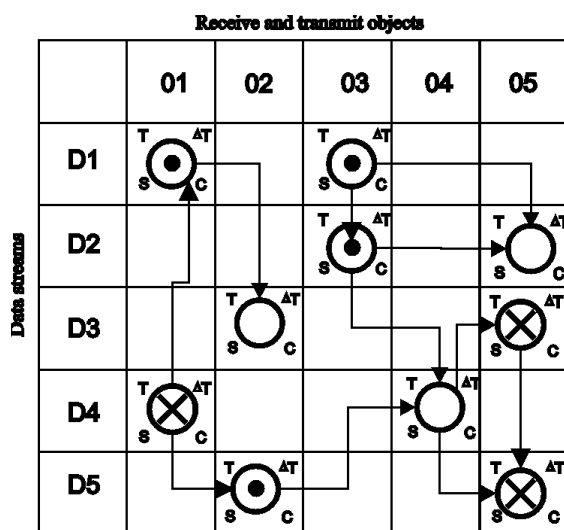 Receive and transmit objects
01 02 03 04 05
Data streams
D1
T ΔT T ΔT
S C S C
D2
T ΔT T ΔT
S C S C
D3
T ΔT T ΔT
S C S C
D4
T ΔT T ΔT
S C S C
D5
T ΔT T ΔT
S C S C